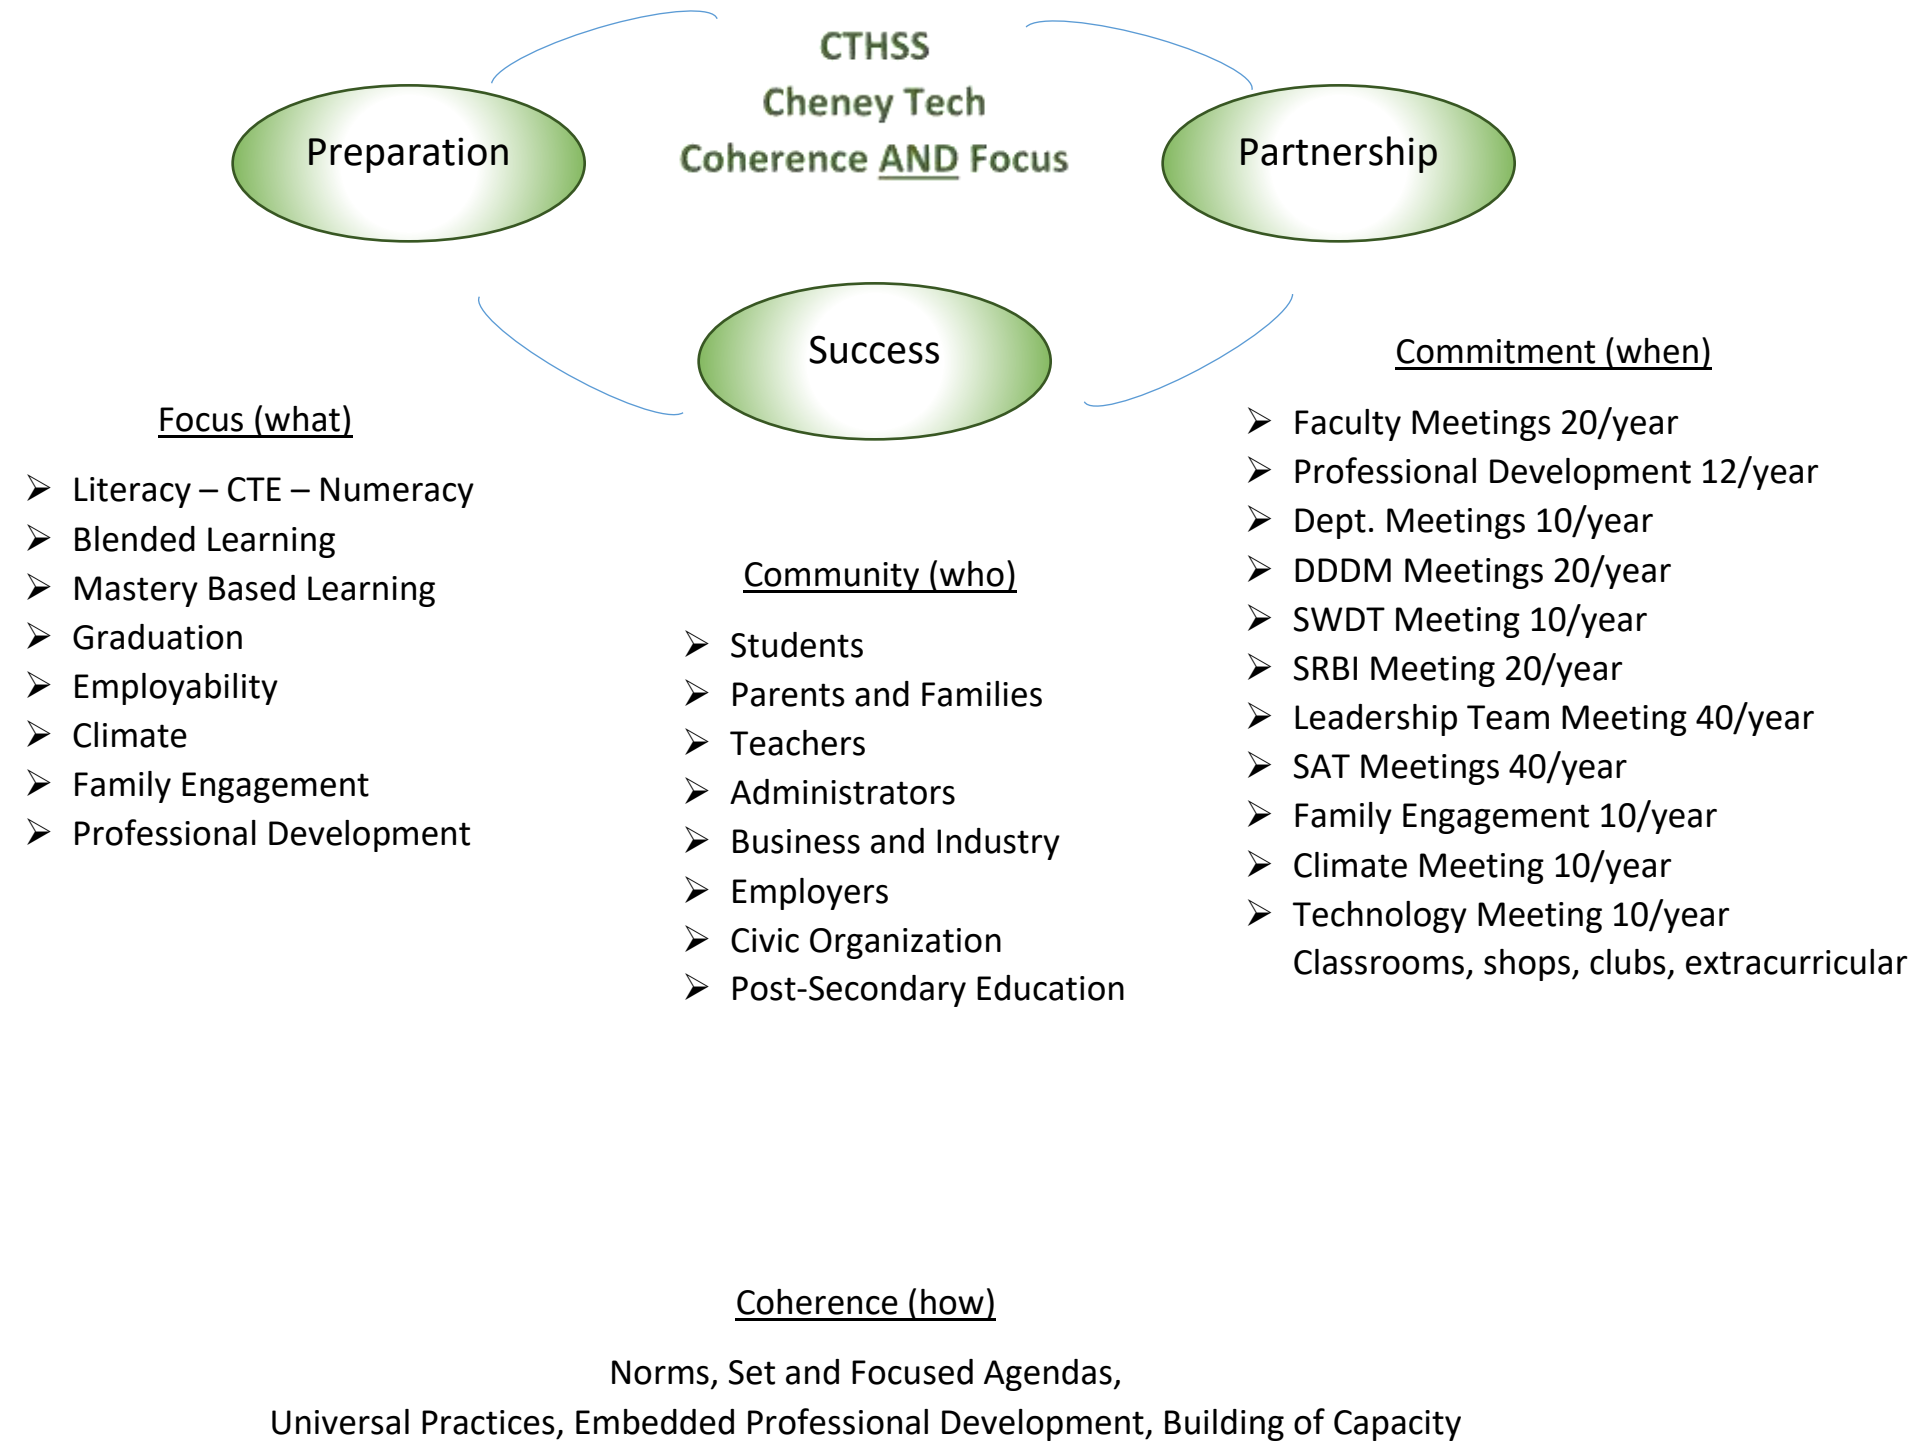 CTHSS
Cheney Tech
Coherence AND Focus
Preparation
Partnership
Success
Focus (what)
➢ Literacy – CTE – Numeracy
➢ Blended Learning
➢ Mastery Based Learning
➢ Graduation
➢ Employability
➢ Climate
➢ Family Engagement
➢ Professional Development
Community (who)
➢ Students
➢ Parents and Families
➢ Teachers
➢ Administrators
➢ Business and Industry
➢ Employers
➢ Civic Organization
➢ Post-Secondary Education
Commitment (when)
➢ Faculty Meetings 20/year
➢ Professional Development 12/year
➢ Dept. Meetings 10/year
➢ DDDM Meetings 20/year
➢ SWDT Meeting 10/year
➢ SRBI Meeting 20/year
➢ Leadership Team Meeting 40/year
➢ SAT Meetings 40/year
➢ Family Engagement 10/year
➢ Climate Meeting 10/year
➢ Technology Meeting 10/year
Classrooms, shops, clubs, extracurricular
Coherence (how)
Norms, Set and Focused Agendas,
Universal Practices, Embedded Professional Development, Building of Capacity